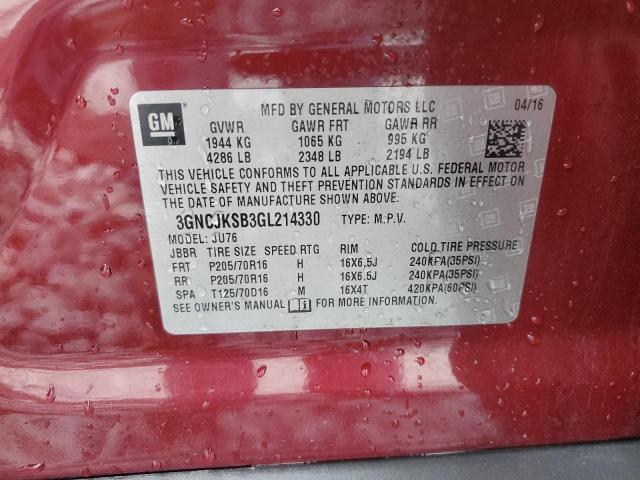 MFD BY GENERAL MOTORS LLC 04/16
GM
GVWR GAWR FRT GAWR RR
1944 KG 1065 KG 995 KG
4286 LB 2348 LB 2194 LB
THIS VEHICLE CONFORMS TO ALL APPLICABLE U.S. FEDERAL MOTOR
VEHICLE SAFETY AND THEFT PREVENTION STANDARDS IN EFFECT ON
THE DATE OF MANUFACTURE SHOWN ABOVE.
3GNCJKSB3GL214330 TYPE: M.P.V.
MODEL: JU76
JBBR TIRE SIZE SPEED RTG RIM COLD TIRE PRESSURE
FRT P205/70R16 H 16X6,5J 240KPA(35PSI)
RR P205/70R16 H 16X6,5J 240KPA(35PSI)
SPA T125/70D16 M 16X4T 420KPA(60PSI)
SEE OWNER'S MANUAL FOR MORE INFORMATION